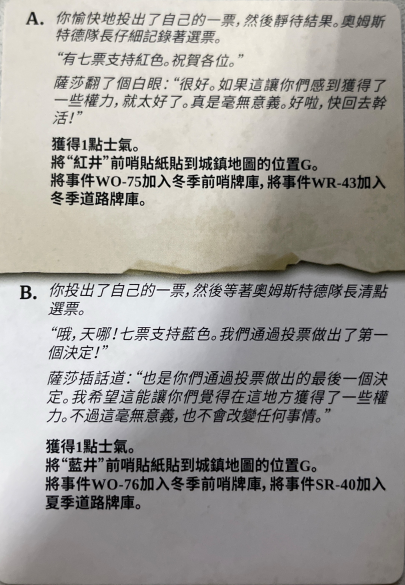 A. 你愉快地投出了自己的一票，然後靜待結果。奧姆斯
特德隊長仔細記錄著選票。
“有七票支持紅色。祝賀各位。”
薩莎翻了個白眼：“很好。如果這讓你們感到獲得了
一些權力，就太好了。真是毫無意義。好啦，快回去幹
活！”
獲得1點士氣。
將“紅井”前哨貼紙貼到城鎮地圖的位置G。
將事件WO-75加入冬季前哨牌庫，將事件WR-43加入
冬季道路牌庫。
B. 你投出了自己的一票，然後等著奧姆斯特德隊長清點
選票。
“哦，天哪！七票支持藍色。我們通過投票做出了第一
個決定！”
薩莎插話道：“也是你們通過投票做出的最後一個決
定。我希望這能讓你們覺得在這地方獲得了一些權
力。不過這毫無意義，也不會改變任何事情。”
獲得1點士氣。
將“藍井”前哨貼紙貼到城鎮地圖的位置G。
將事件WO-76加入冬季前哨牌庫，將事件SR-40加入
夏季道路牌庫。